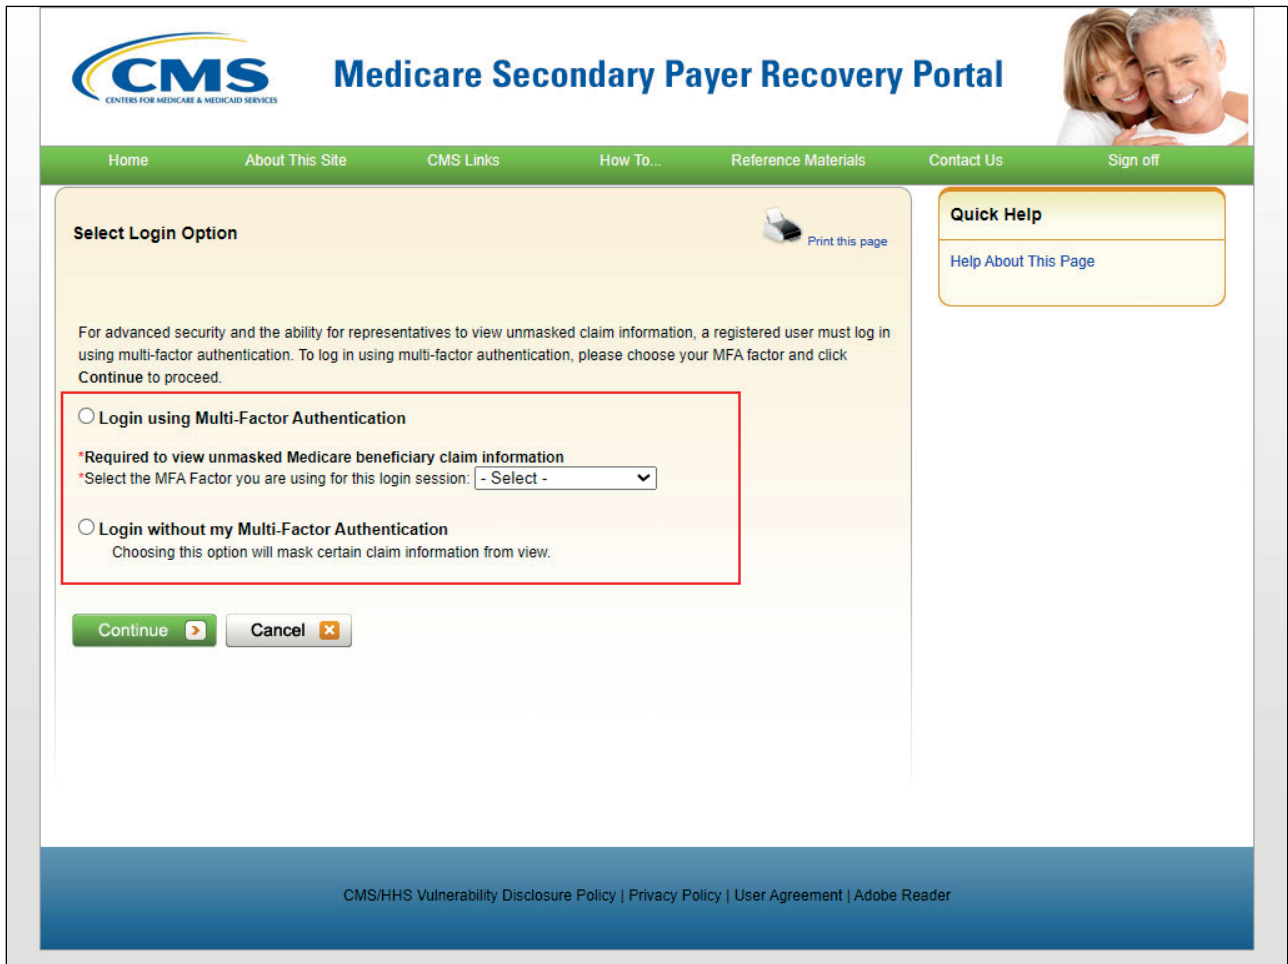 CMS
CENTERS FOR MEDICARE & MEDICAID SERVICES
Medicare Secondary Payer Recovery Portal
Home About This Site CMS Links How To... Reference Materials Contact Us Sign off
Select Login Option
Print this page
Quick Help
Help About This Page
For advanced security and the ability for representatives to view unmasked claim information, a registered user must log in
using multi-factor authentication. To log in using multi-factor authentication, please choose your MFA factor and click
Continue to proceed.
Login using Multi-Factor Authentication
*Required to view unmasked Medicare beneficiary claim information
*Select the MFA Factor you are using for this login session: - Select -
Login without my Multi-Factor Authentication
Choosing this option will mask certain claim information from view.
Continue Cancel
CMS/HHS Vulnerability Disclosure Policy | Privacy Policy | User Agreement | Adobe Reader